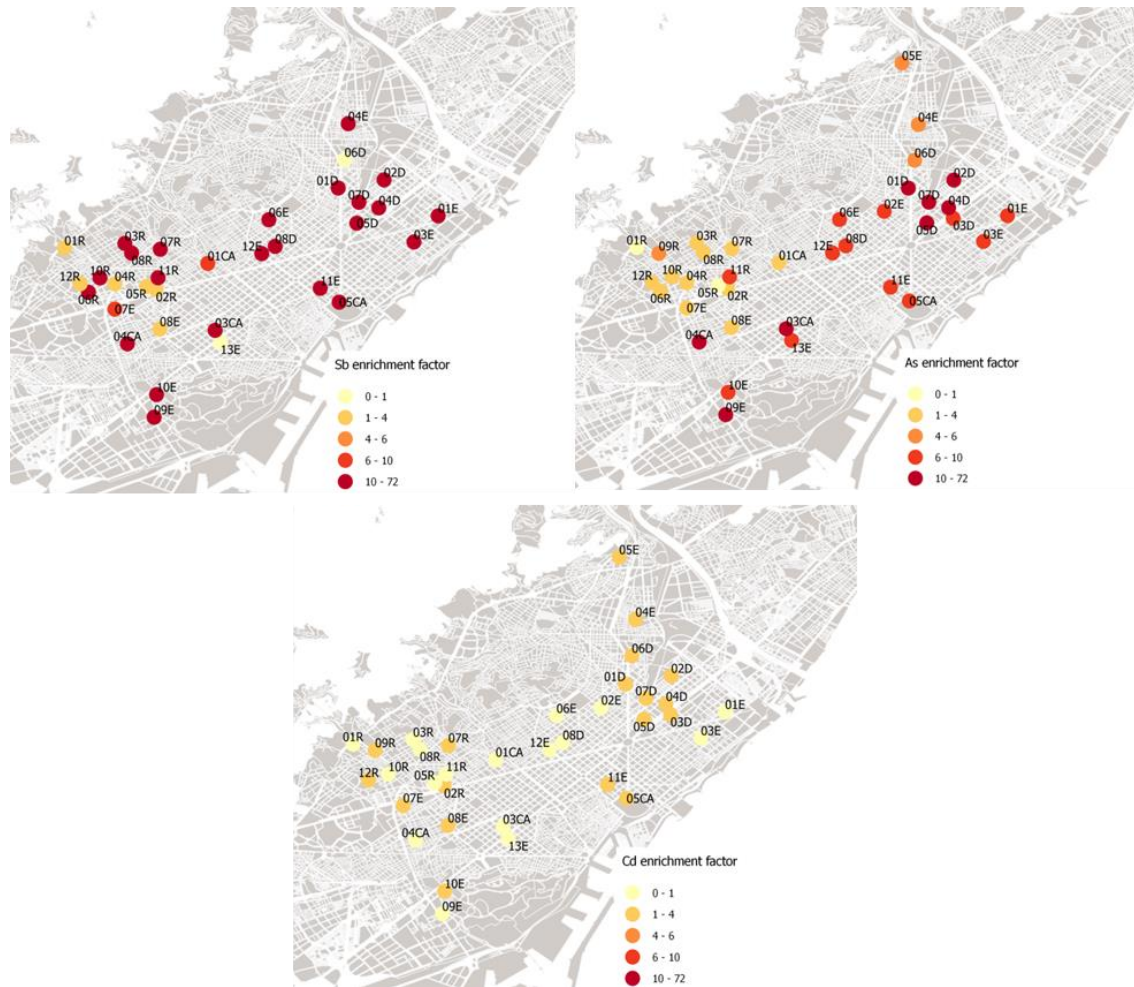 04E
06D
02D
01D
07D
04D
06E
05D
01E
03R
01R
07R
08D
03E
08R
12E
01CA
10R
04R
11R
12R
06R
05R
02R
11E
07E
05CA
08E
03CA
04CA
13E
10E
09E
Sb enrichment factor
0 - 1
1 - 4
4 - 6
6 - 10
10 - 72
05E
04E
06D
02D
01D
07D
04D
02E
06E
05D
03D
01E
03R
01R
09R
07R
08D
03E
08R
12E
01CA
10R
04R
11R
12R
06R
05R
02R
11E
07E
05CA
08E
03CA
04CA
13E
10E
09E
As enrichment factor
0 - 1
1 - 4
4 - 6
6 - 10
10 - 72
05E
04E
06D
02D
01D
07D
04D
02E
06E
05D
03D
01E
03R
01R
09R
07R
08D
03E
08R
12E
01CA
10R
11R
12R
05R
02R
11E
07E
05CA
08E
03CA
04CA
13E
10E
09E
Cd enrichment factor
0 - 1
1 - 4
4 - 6
6 - 10
10 - 72